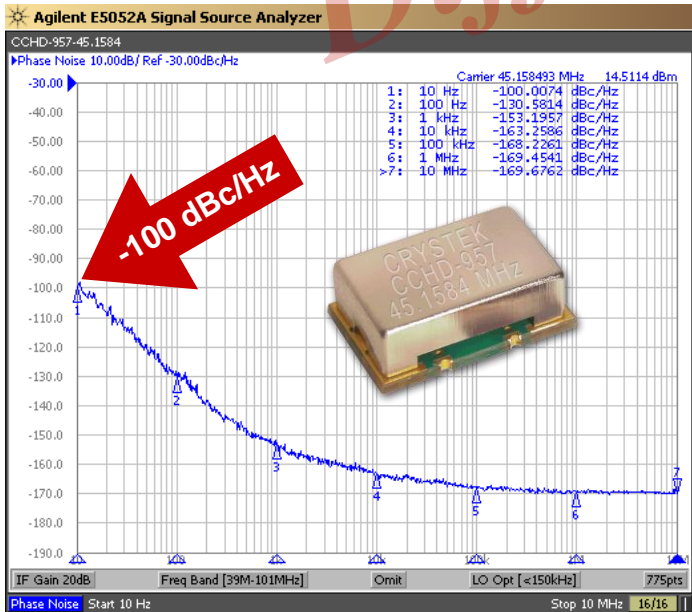 Agilent E5052A Signal Source Analyzer
CCHD-957-45.1584
Phase Noise 10.00dB/ Ref -30.00dBc/Hz
Carrier 45.158493 MHz 14.5114 dBm
1: 10 Hz -100.0074 dBc/Hz
2: 100 Hz -130.5814 dBc/Hz
3: 1 kHz -153.1957 dBc/Hz
4: 10 kHz -163.2586 dBc/Hz
5: 100 kHz -168.2261 dBc/Hz
6: 1 MHz -169.4541 dBc/Hz
>7: 10 MHz -169.6762 dBc/Hz
-30.00
-40.00
-50.00
-60.00
-70.00
-80.00
-90.00
-100.0
-110.0
-120.0
-130.0
-140.0
-150.0
-160.0
-170.0
-180.0
-190.0
-100 dBc/Hz
CRYSTEK
CCHD-957
45.1584 MHz
1
2
3
4
5
6
7
IF Gain 20dB Freq Band [39M-101MHz] Omit LO Opt [<150kHz] 775pts
Phase Noise Start 10 Hz Stop 10 MHz 16/16